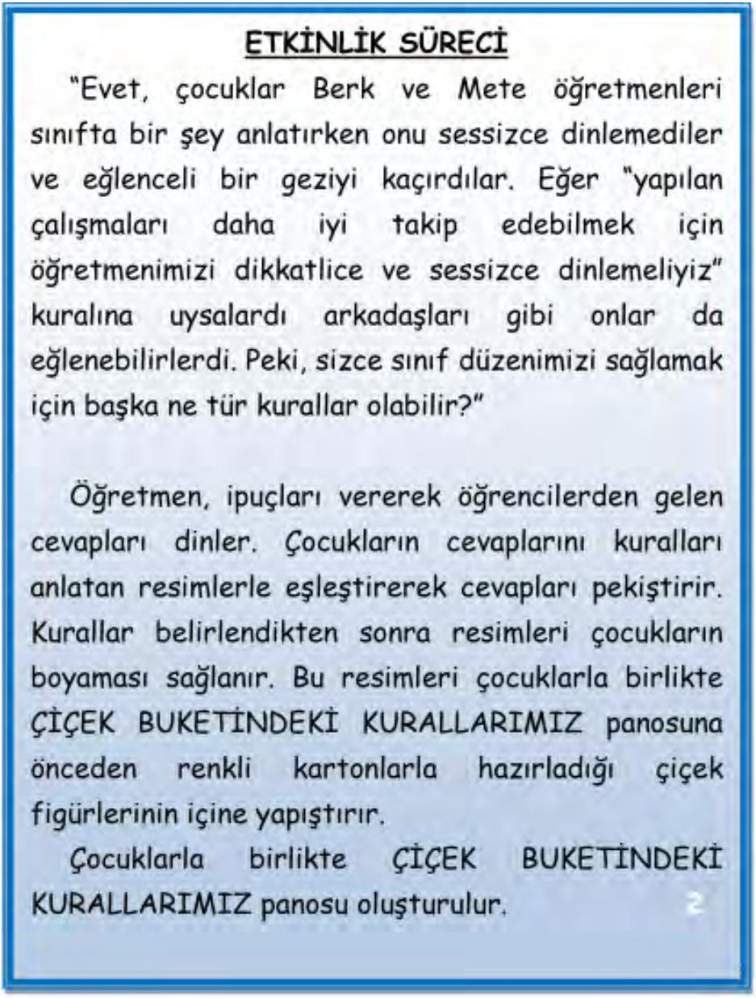 ETKİNLİK SÜRECİ
“Evet, çocuklar Berk ve Mete öğretmenleri
sınıfta bir şey anlatırken onu sessizce dinlemediler
ve eğlenceli bir geziyi kaçırdılar. Eğer “yapılan
çalışmaları daha iyi takip edebilmek için
öğretmenimizi dikkatlice ve sessizce dinlemeliyiz”
kuralına uysalardı arkadaşları gibi onlar da
eğlenebilirlerdi. Peki, sizce sınıf düzenimizi sağlamak
için başka ne tür kurallar olabilir?”
Öğretmen, ipuçları vererek öğrencilerden gelen
cevapları dinler. Çocukların cevaplarını kuralları
anlatan resimlerle eşleştirerek cevapları pekiştirir.
Kurallar belirlendikten sonra resimleri çocukların
boyaması sağlanır. Bu resimleri çocuklarla birlikte
ÇİÇEK BUKETİNDEKİ KURALLARIMIZ panosuna
önceden renkli kartonlarla hazırladığı çiçek
figürlerinin içine yapıştırır.
Çocuklarla birlikte ÇİÇEK BUKETİNDEKİ
KURALLARIMIZ panosu oluşturulur. 2